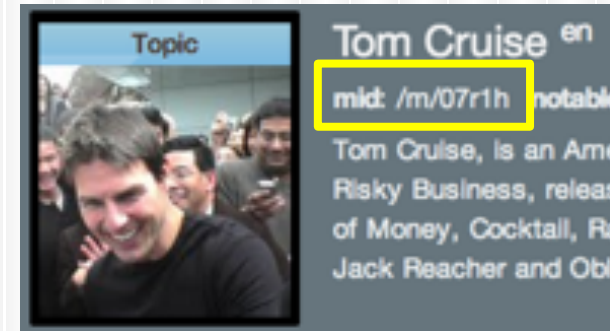 Topic
Tom Cruise en
mid: /m/07r1h notable
Tom Cruise, is an Ame
Risky Business, releas
of Money, Cocktail, Ra
Jack Reacher and Obl